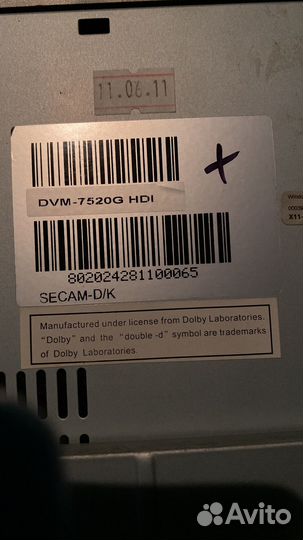 11.06.11
DVM-7520G HDI
802024281100065
SECAM-D/K
Manufactured under license from Dolby Laboratories.
"Dolby" and the "double-d" symbol are trademarks
of Dolby Laboratories.
X11-
Avito